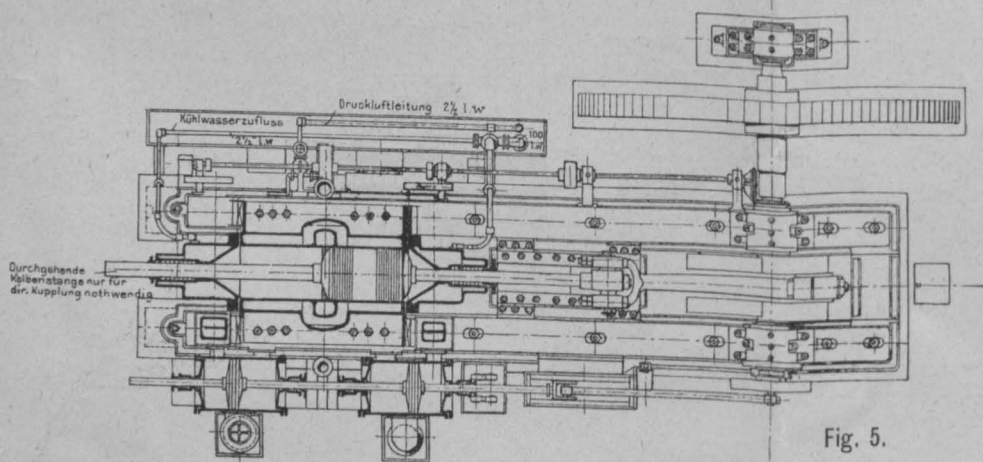 Druckluftleitung 2½ l.W
Kühlwasserzufluss
2½" l.W
100
l.W
Durchgehende
Kolbenstange nur für
dir. Kupplung nothwendig
Fig. 5.